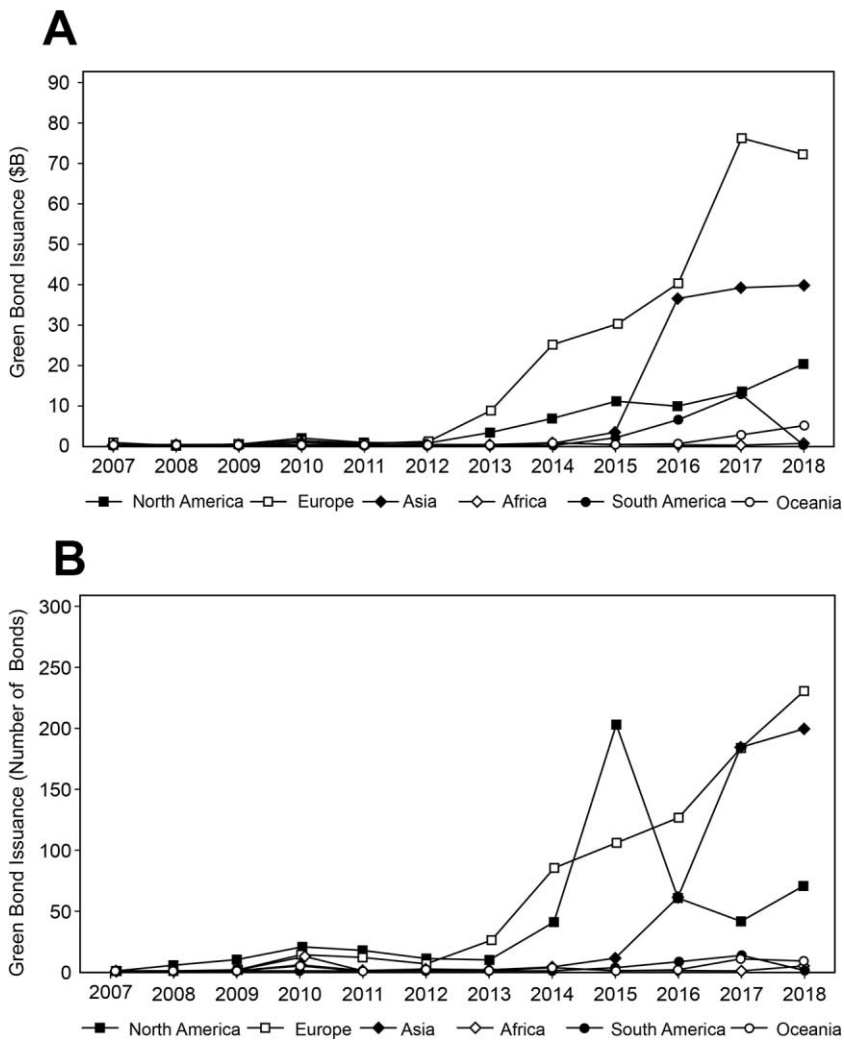 A
Green Bond Issuance ($B)
90
80
70
60
50
40
30
20
10
0
2007 2008 2009 2010 2011 2012 2013 2014 2015 2016 2017 2018
North America Europe Asia Africa South America Oceania
B
Green Bond Issuance (Number of Bonds)
300
250
200
150
100
50
0
2007 2008 2009 2010 2011 2012 2013 2014 2015 2016 2017 2018
North America Europe Asia Africa South America Oceania